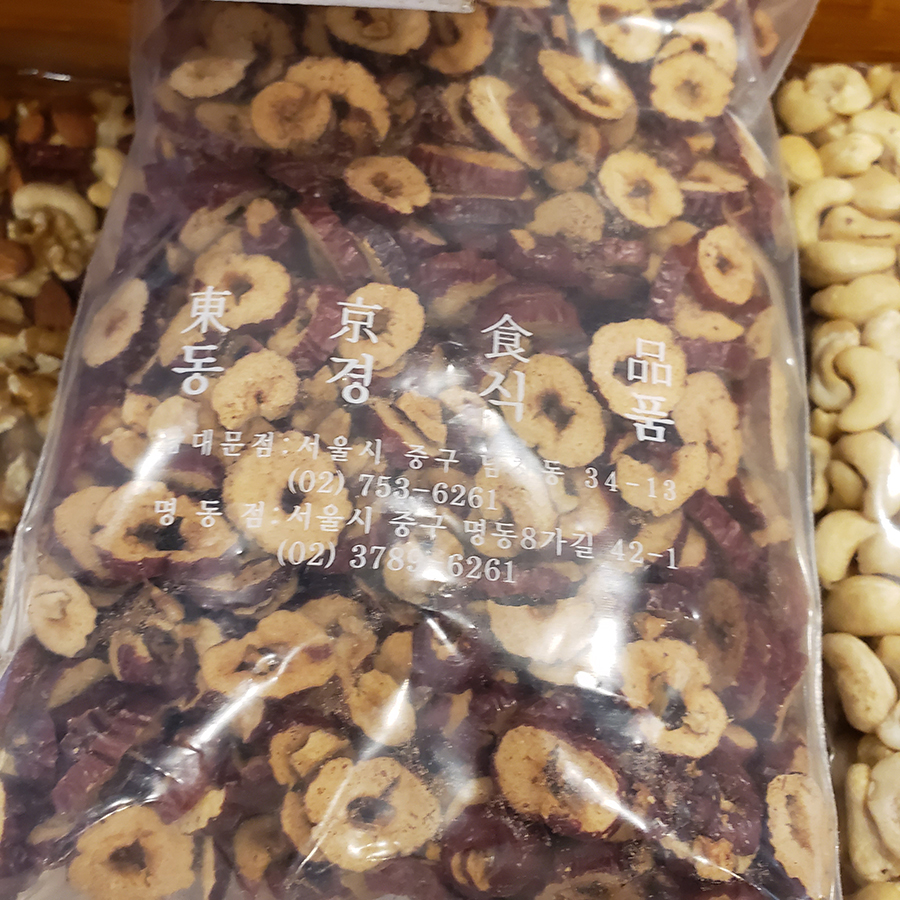 東京食品
동경식품
대문점:서울시 중구 남창동 34-13
(02) 753-6261
명동점:서울시 중구 명동8가길 42-1
(02) 3789-6261